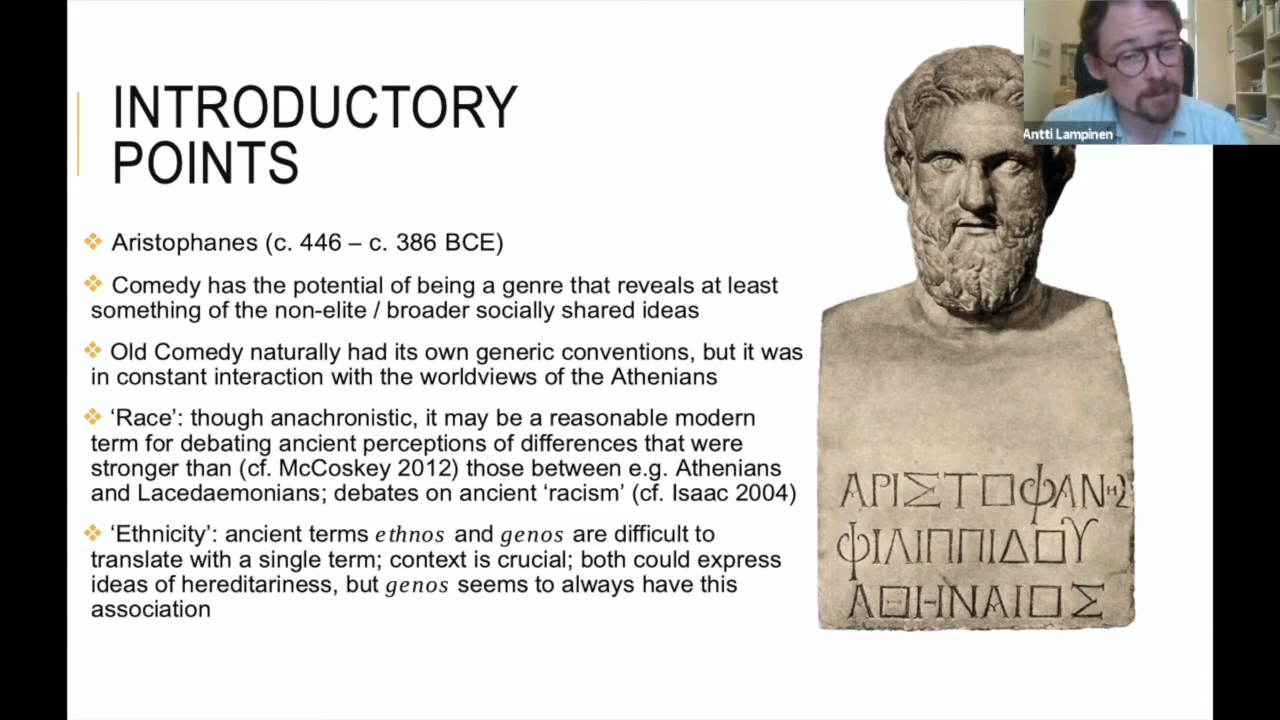 INTRODUCTORY
POINTS
Aristophanes (c. 446 – c. 386 BCE)
Comedy has the potential of being a genre that reveals at least
something of the non-elite / broader socially shared ideas
Old Comedy naturally had its own generic conventions, but it was
in constant interaction with the worldviews of the Athenians
‘Race’: though anachronistic, it may be a reasonable modern
term for debating ancient perceptions of differences that were
stronger than (cf. McCoskey 2012) those between e.g. Athenians
and Lacedaemonians; debates on ancient ‘racism’ (cf. Isaac 2004)
‘Ethnicity’: ancient terms ethnos and genos are difficult to
translate with a single term; context is crucial; both could express
ideas of hereditariness, but genos seems to always have this
association
Antti Lampinen
ΑΡΙΣΤΟΦΑΝΗΣ
ΦΙΛΙΠΠΙΔΟΥ
ΑΘΗΝΑΙΟΣ